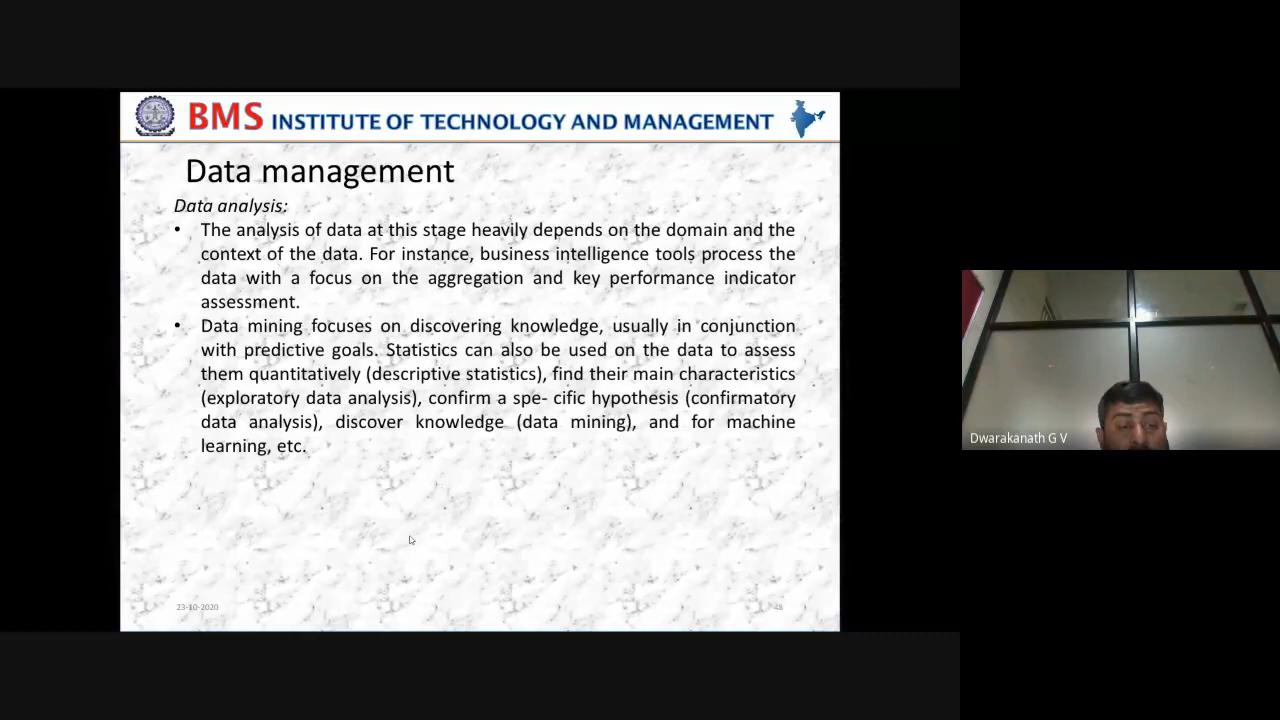 BMS INSTITUTE OF TECHNOLOGY AND MANAGEMENT
Data management
Data analysis:
• The analysis of data at this stage heavily depends on the domain and the
context of the data. For instance, business intelligence tools process the
data with a focus on the aggregation and key performance indicator
assessment.
• Data mining focuses on discovering knowledge, usually in conjunction
with predictive goals. Statistics can also be used on the data to assess
them quantitatively (descriptive statistics), find their main characteristics
(exploratory data analysis), confirm a spe- cific hypothesis (confirmatory
data analysis), discover knowledge (data mining), and for machine
learning, etc.
23-10-2020
48
Dwarakanath G V